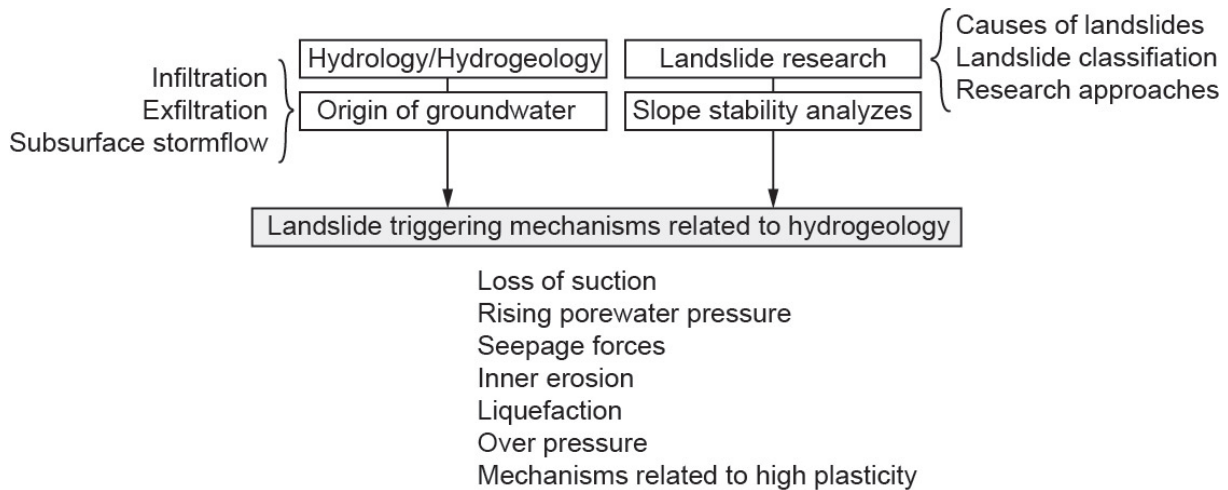 Infiltration
Exfiltration
Subsurface stormflow
Hydrology/Hydrogeology
Origin of groundwater
Landslide research
Slope stability analyzes
Causes of landslides
Landslide classifiation
Research approaches
Landslide triggering mechanisms related to hydrogeology
Loss of suction
Rising porewater pressure
Seepage forces
Inner erosion
Liquefaction
Over pressure
Mechanisms related to high plasticity